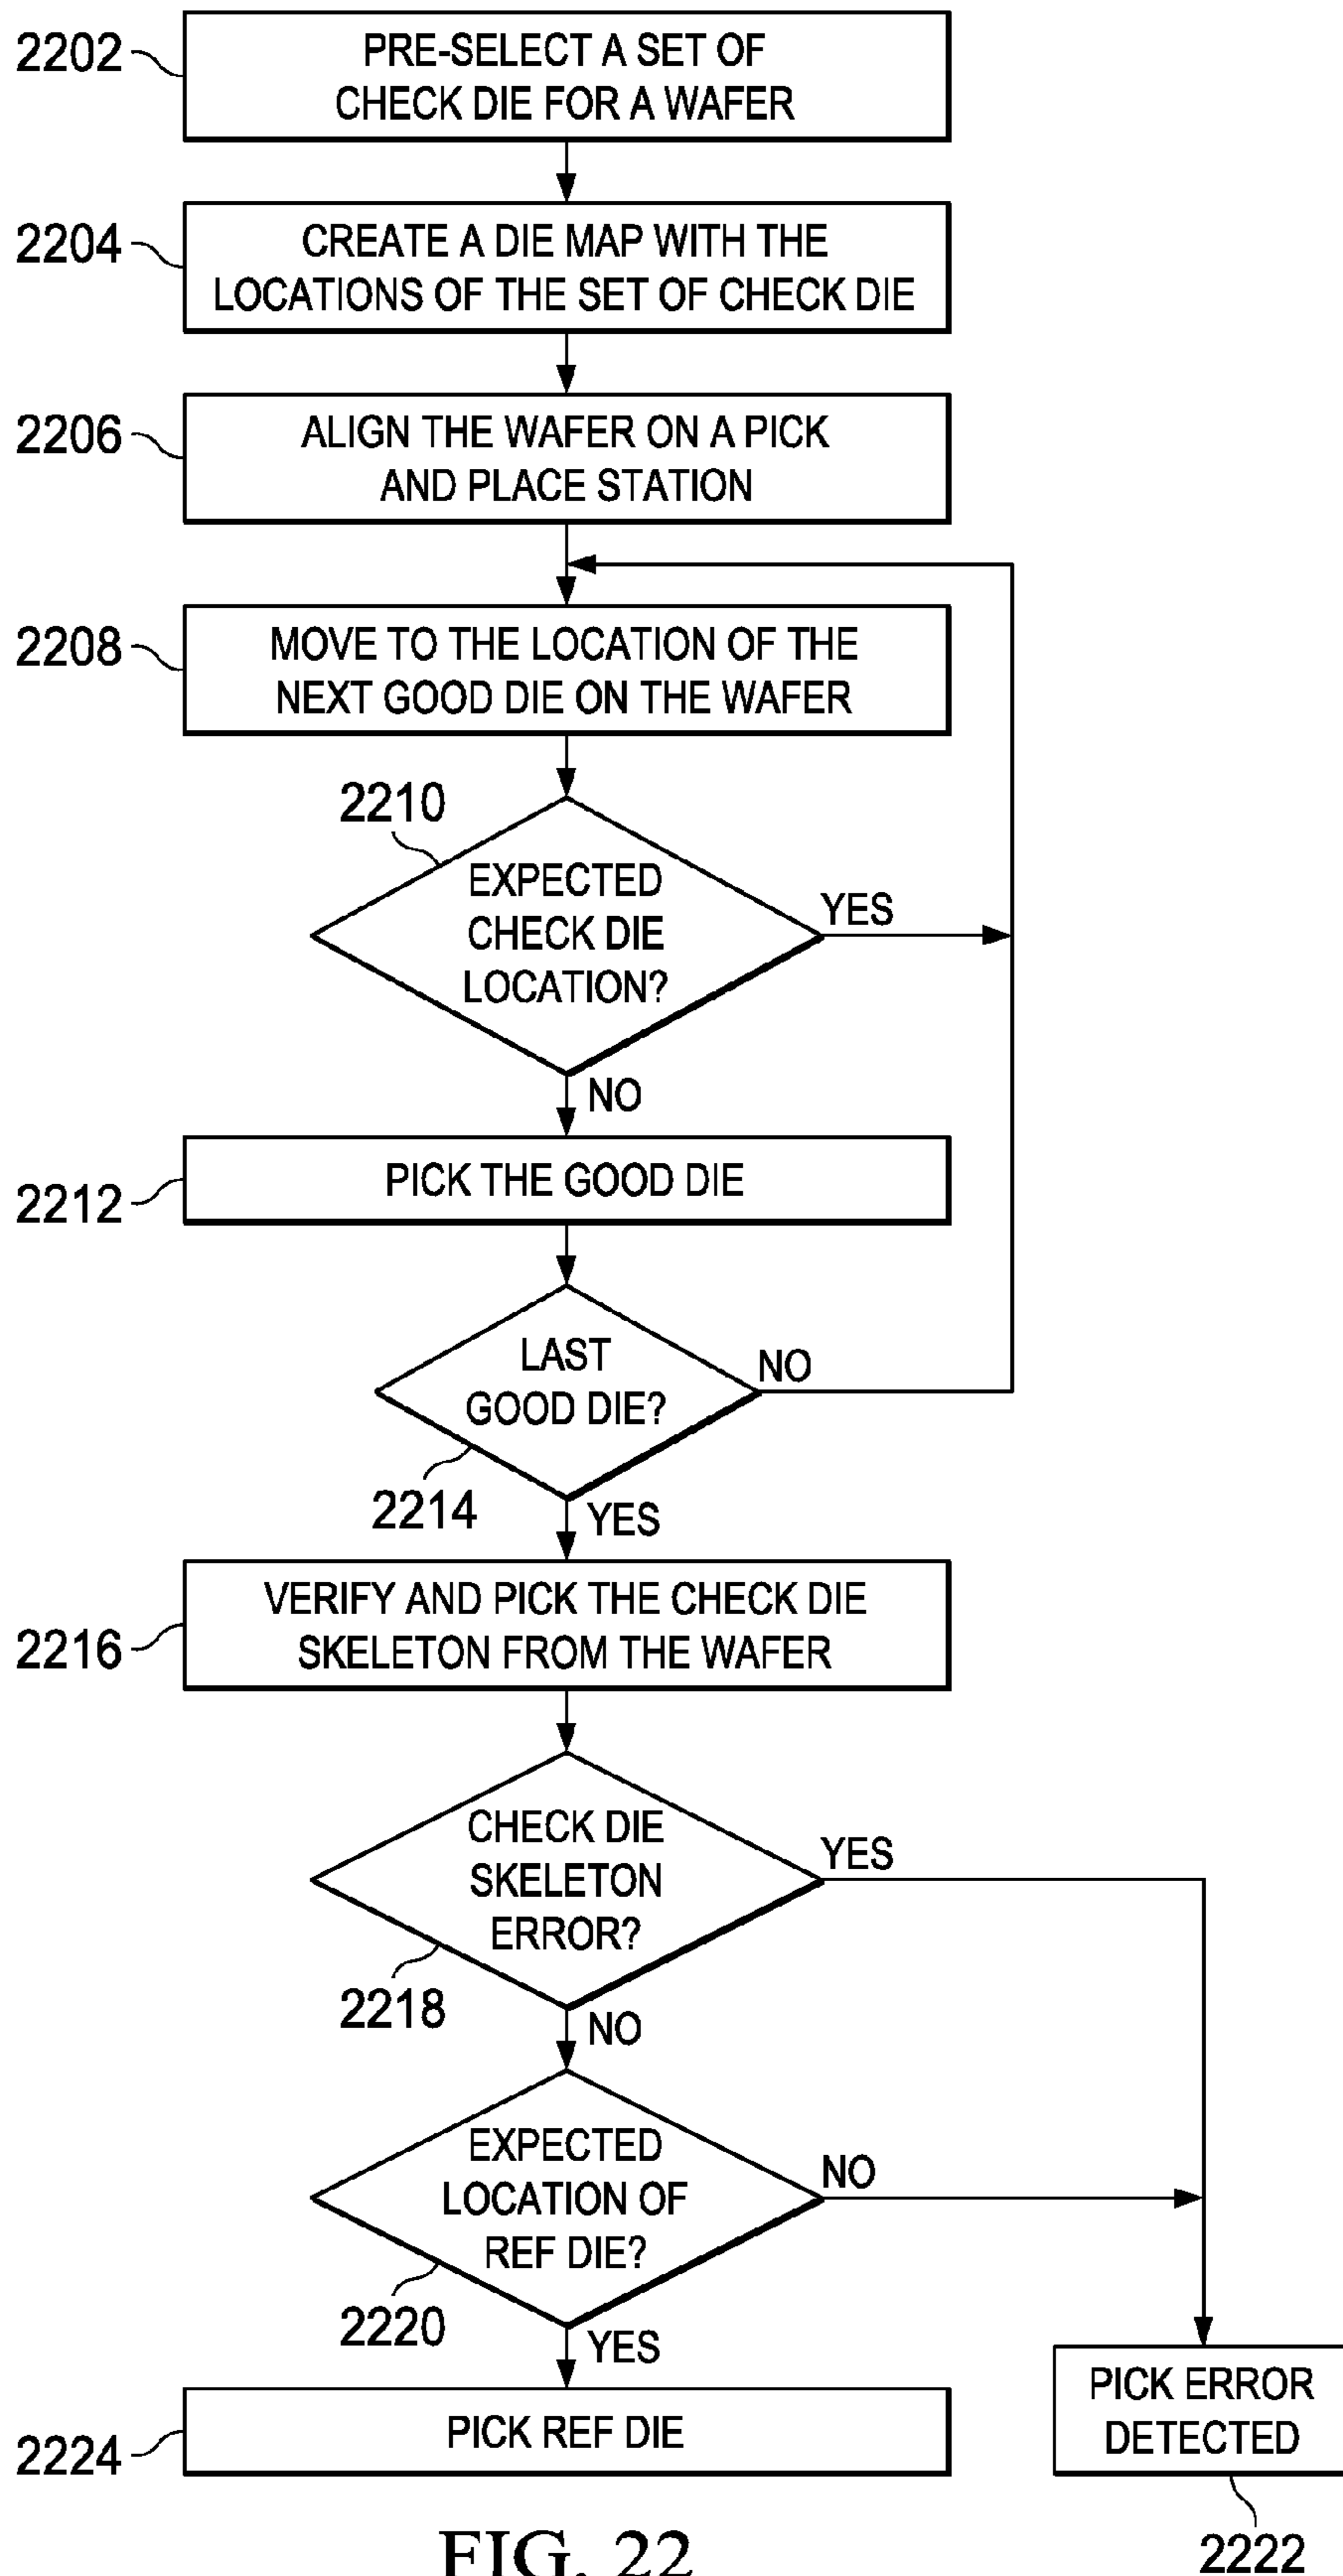 2202
PRE-SELECT A SET OF
CHECK DIE FOR A WAFER
2204
CREATE A DIE MAP WITH THE
LOCATIONS OF THE SET OF CHECK DIE
2206
ALIGN THE WAFER ON A PICK
AND PLACE STATION
2208
MOVE TO THE LOCATION OF THE
NEXT GOOD DIE ON THE WAFER
2210
EXPECTED
CHECK DIE
LOCATION?
YES
NO
2212
PICK THE GOOD DIE
LAST
GOOD DIE?
NO
2214
YES
2216
VERIFY AND PICK THE CHECK DIE
SKELETON FROM THE WAFER
CHECK DIE
SKELETON
ERROR?
YES
2218
NO
EXPECTED
LOCATION OF
REF DIE?
NO
2220
YES
2224
PICK REF DIE
PICK ERROR
DETECTED
2222
FIG. 22